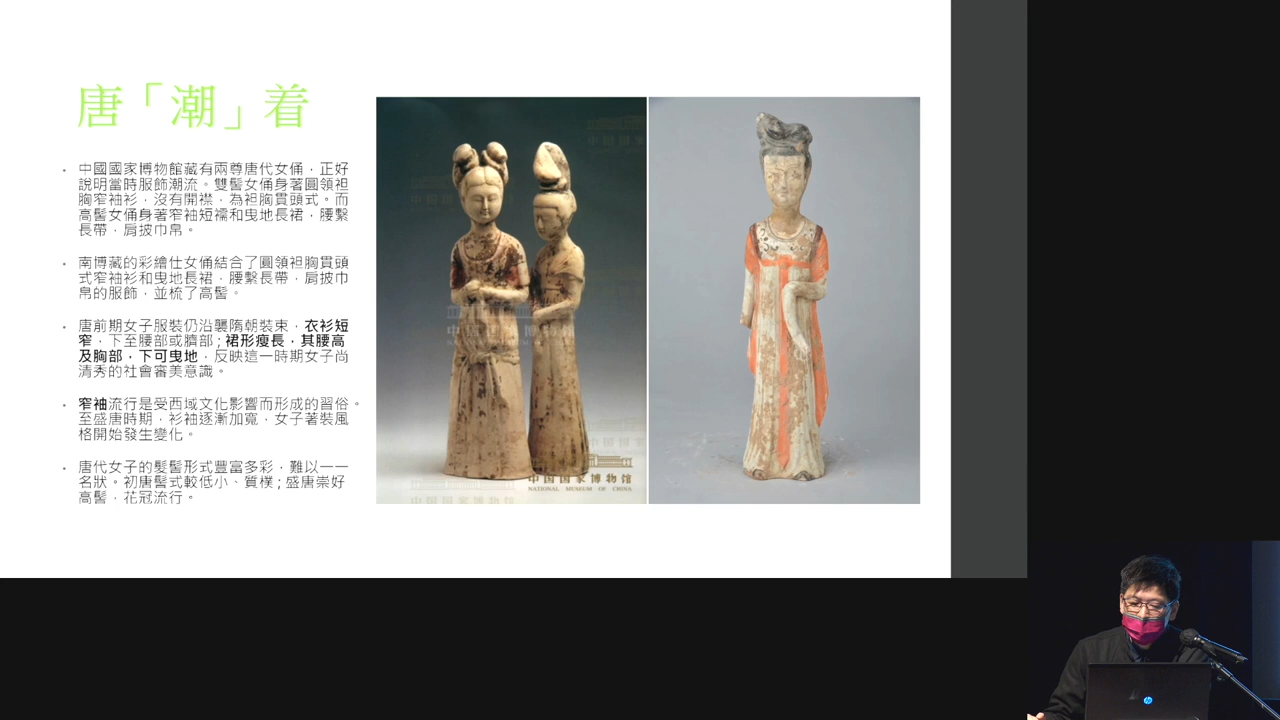 唐「潮」着
中國國家博物館藏有兩尊唐代女俑，正好
說明當時服飾潮流。雙髻女俑身著圓領袒
胸窄袖衫，沒有開襟，為袒胸貫頭式。而
高髻女俑身著窄袖短襦和曳地長裙，腰繫
長帶，肩披巾帛。
南博藏的彩繪仕女俑結合了圓領袒胸貫頭
式窄袖衫和曳地長裙，腰繫長帶，肩披巾
帛的服飾，並梳了高髻。
唐前期女子服裝仍沿襲隋朝裝束，衣衫短
窄，下至腰部或臍部；裙形瘦長，其腰高
及胸部，下可曳地，反映這一時期女子尚
清秀的社會審美意識。
窄袖流行是受西域文化影響而形成的習俗。
至盛唐時期，衫袖逐漸加寬，女子著裝風
格開始發生變化。
唐代女子的髮髻形式豐富多彩，難以一一
名狀。初唐髻式較低小、質樸；盛唐崇好
高髻，花冠流行。
中国国家博物馆
NATIONAL MUSEUM OF CHINA
hp